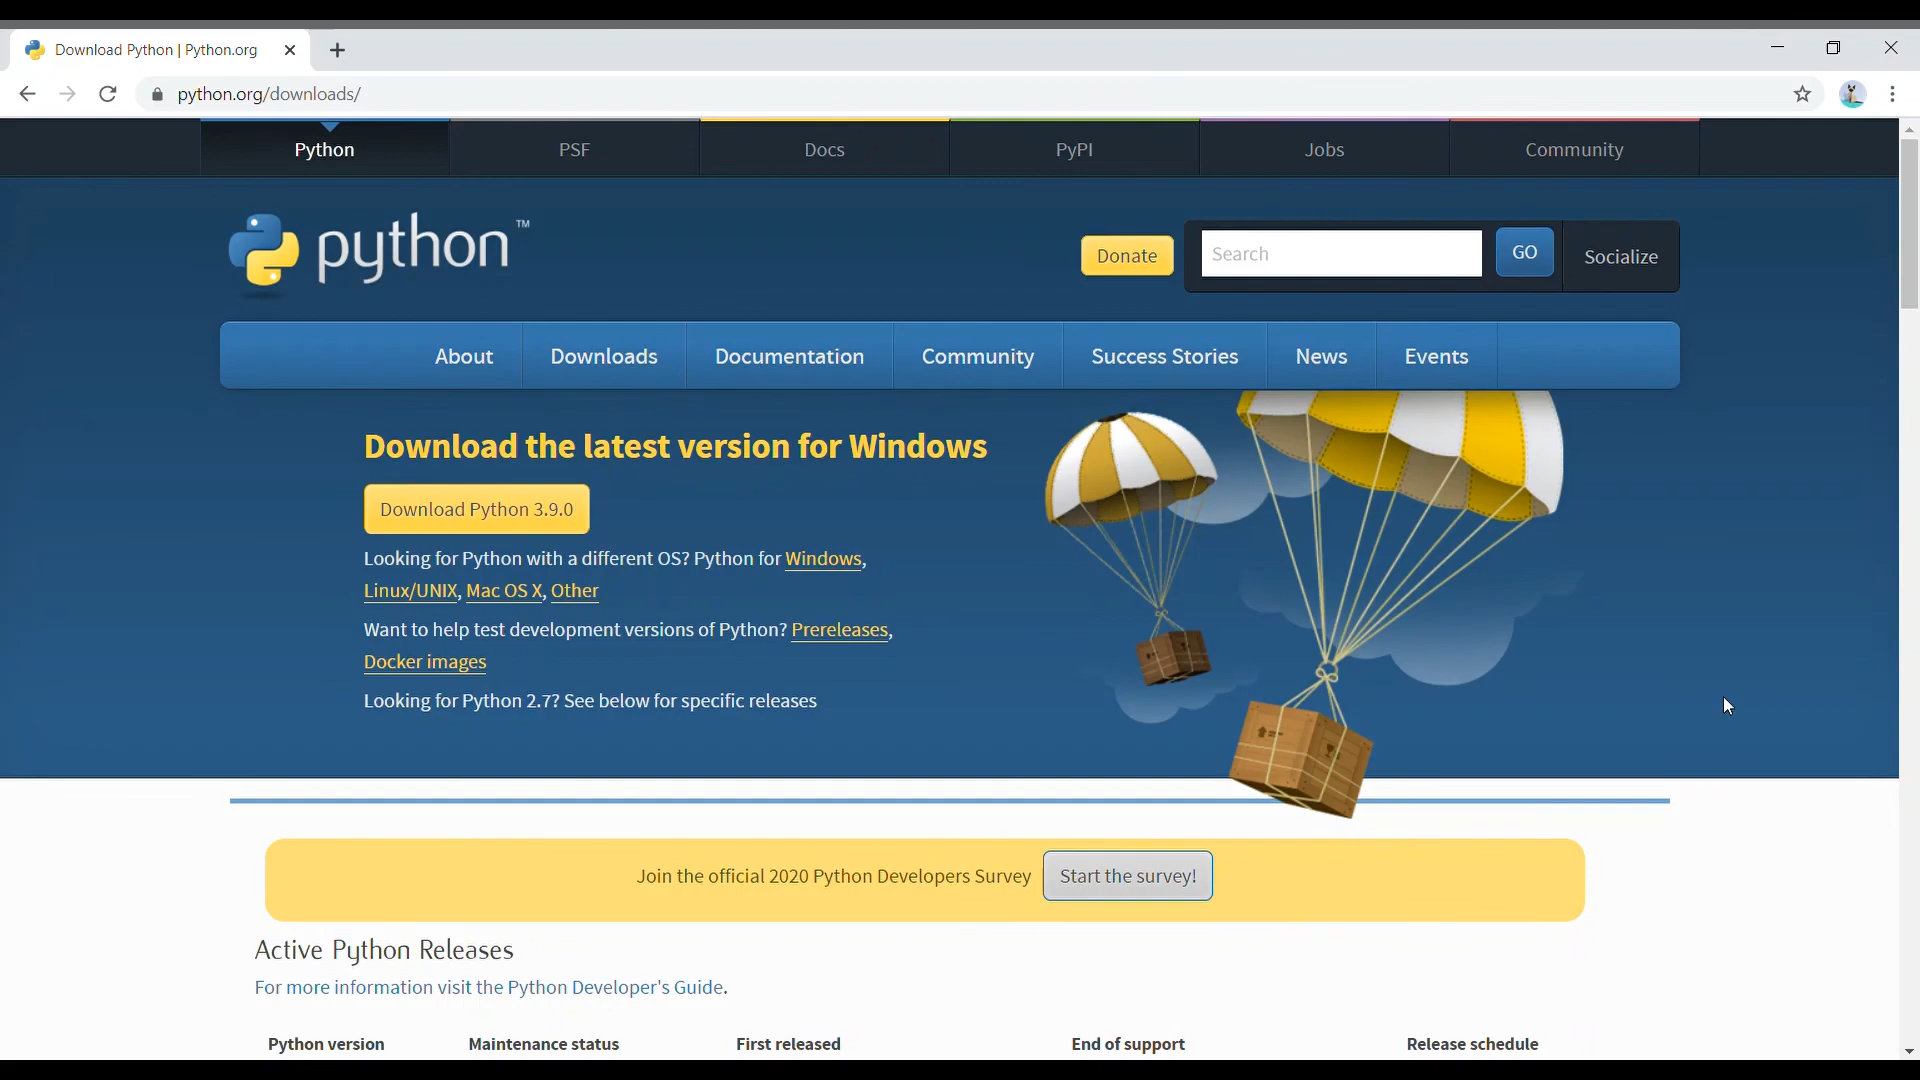 Download Python | Python.org
python.org/downloads/
Python PSF Docs PyPI Jobs Community
python™
Donate Search GO Socialize
About Downloads Documentation Community Success Stories News Events
Download the latest version for Windows
Download Python 3.9.0
Looking for Python with a different OS? Python for Windows,
Linux/UNIX, Mac OS X, Other
Want to help test development versions of Python? Prereleases,
Docker images
Looking for Python 2.7? See below for specific releases
Join the official 2020 Python Developers Survey Start the survey!
Active Python Releases
For more information visit the Python Developer's Guide.
Python version Maintenance status First released End of support Release schedule